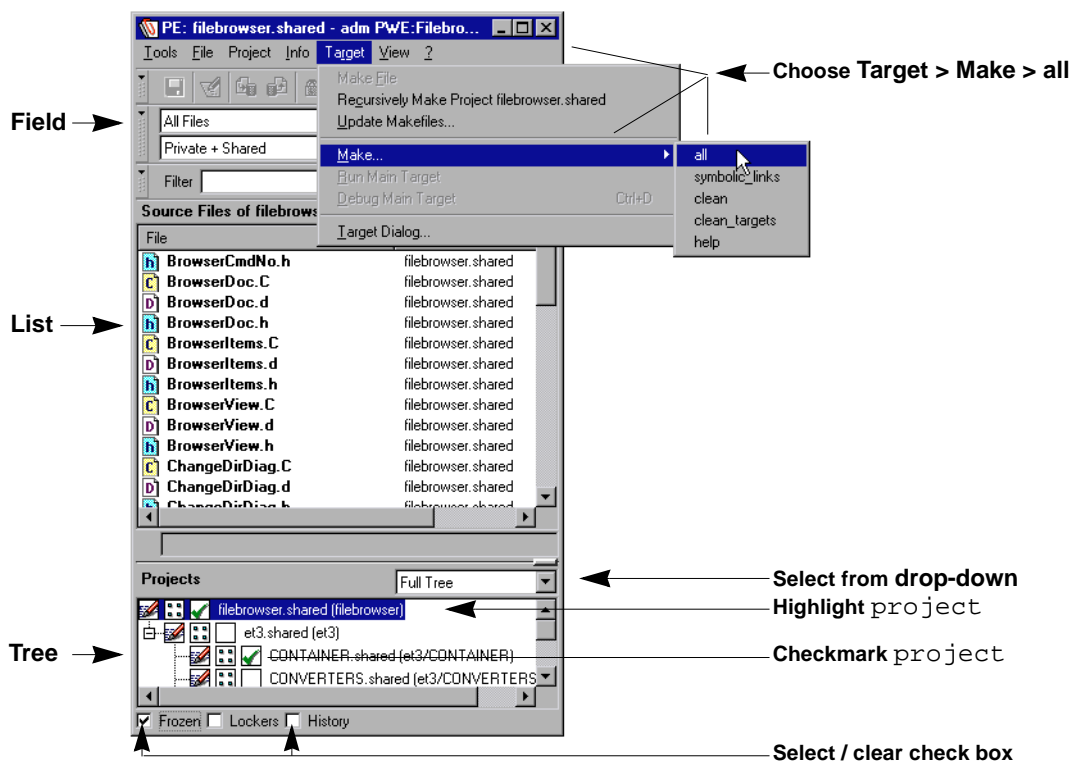 PE: filebrowser.shared - adm PWE:Filebro...
Tools File Project Info Target View ?
Choose Target > Make > all
Make File
Recursively Make Project filebrowser.shared
Update Makefiles...
Field
All Files
Private + Shared
Make...
all
Run Main Target
symbolic_links
Filter
Debug Main Target Ctrl+D
clean
clean_targets
Source Files of filebrows
Target Dialog...
help
File
BrowserCmdNo.h filebrowser.shared
BrowserDoc.C filebrowser.shared
BrowserDoc.d filebrowser.shared
List
BrowserDoc.h filebrowser.shared
BrowserItems.C filebrowser.shared
BrowserItems.d filebrowser.shared
BrowserItems.h filebrowser.shared
BrowserView.C filebrowser.shared
BrowserView.d filebrowser.shared
BrowserView.h filebrowser.shared
ChangeDirDiag.C filebrowser.shared
ChangeDirDiag.d filebrowser.shared
ChangeDirDiag.h filebrowser.shared
Projects
Full Tree
Select from drop-down
filebrowser.shared (filebrowser)
Highlight project
et3.shared (et3)
Tree
CONTAINER.shared (et3/CONTAINER)
Checkmark project
CONVERTERS.shared (et3/CONVERTERS
Frozen Lockers History
Select / clear check box